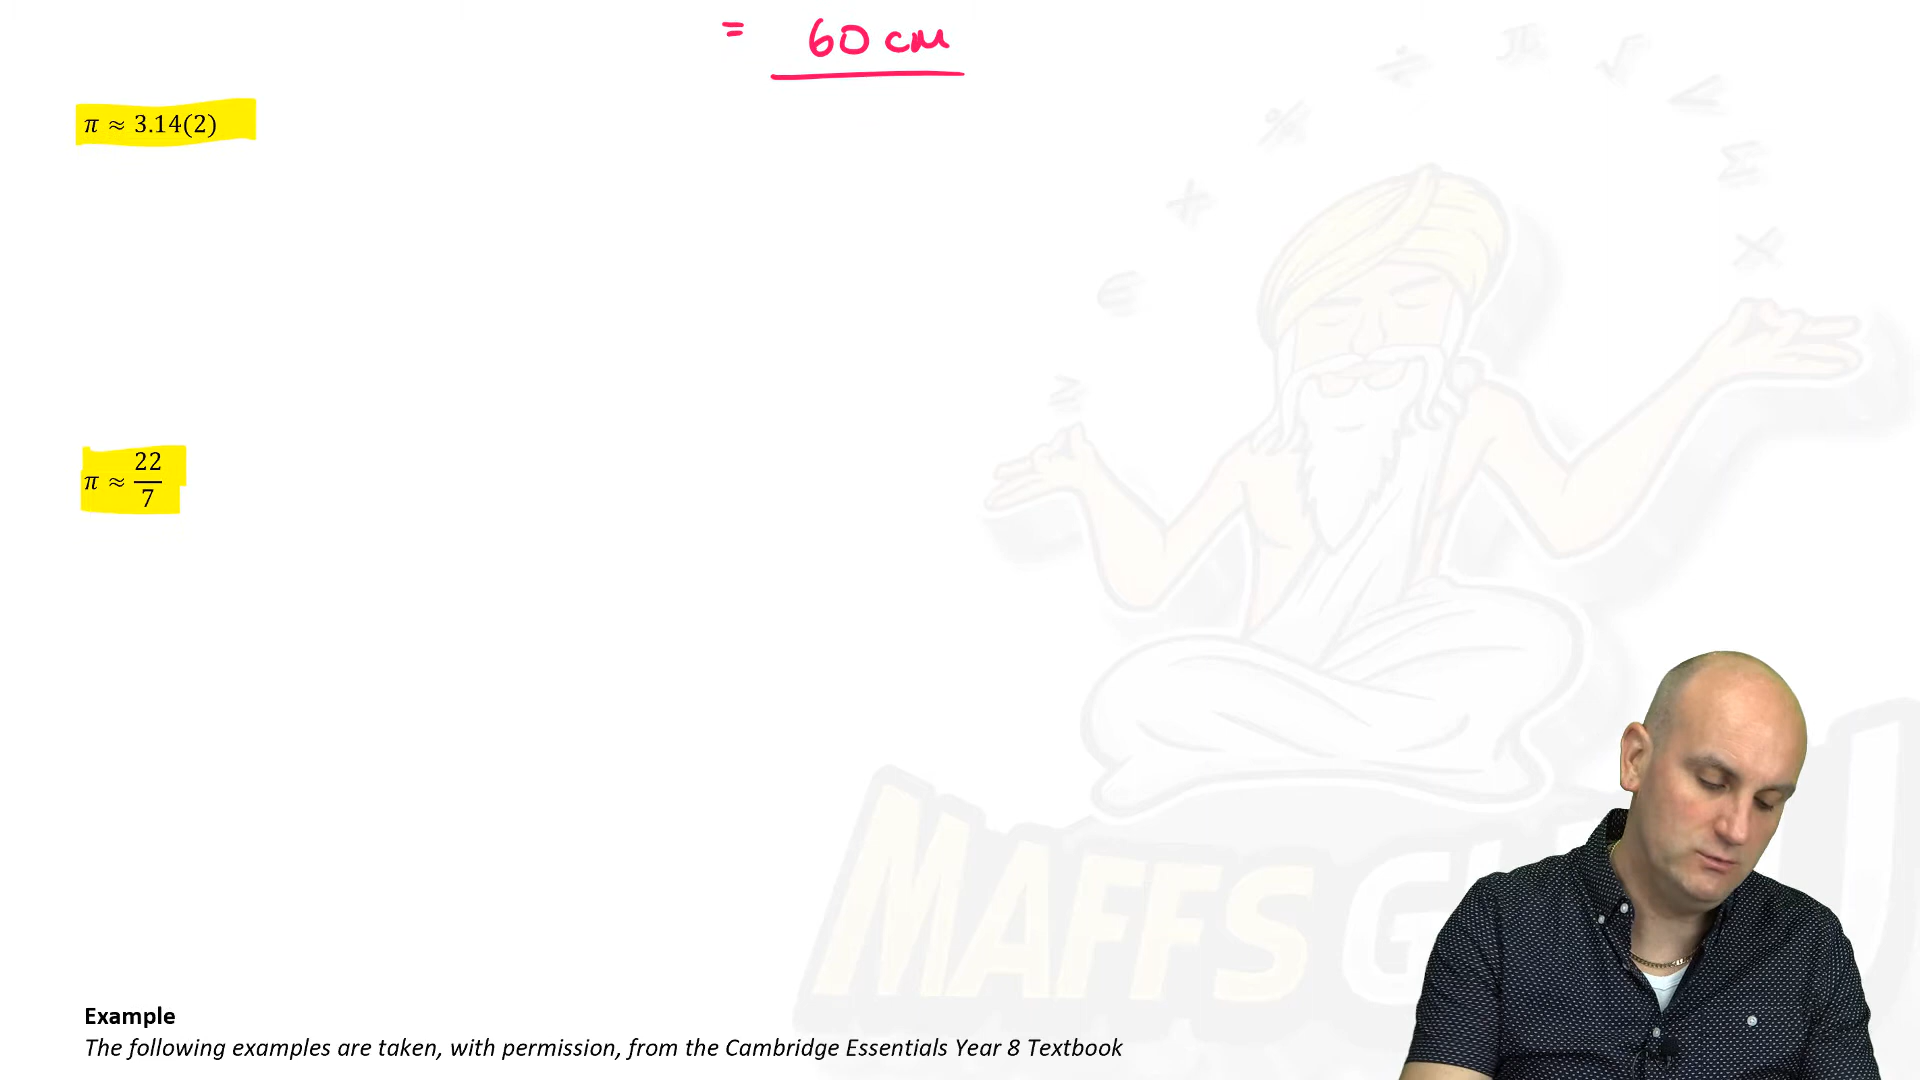 = 60 cm
π ≈ 3.14(2)
π ≈ 22/7
MAFFS G
Example
The following examples are taken, with permission, from the Cambridge Essentials Year 8 Textbook